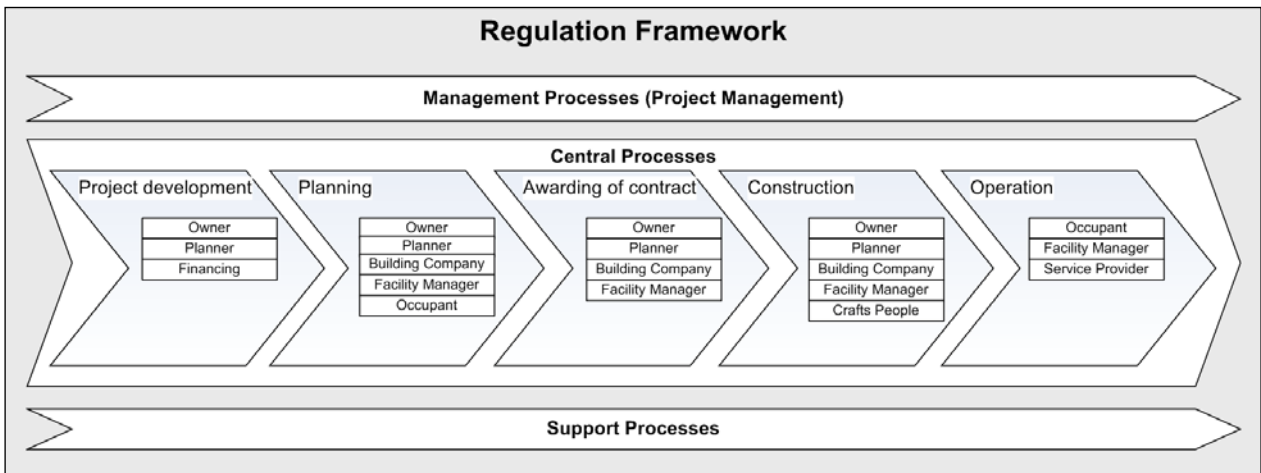 Regulation Framework
Management Processes (Project Management)
Central Processes
Project development
Owner
Planner
Financing
Planning
Owner
Planner
Building Company
Facility Manager
Occupant
Awarding of contract
Owner
Planner
Building Company
Facility Manager
Construction
Owner
Planner
Building Company
Facility Manager
Crafts People
Operation
Occupant
Facility Manager
Service Provider
Support Processes